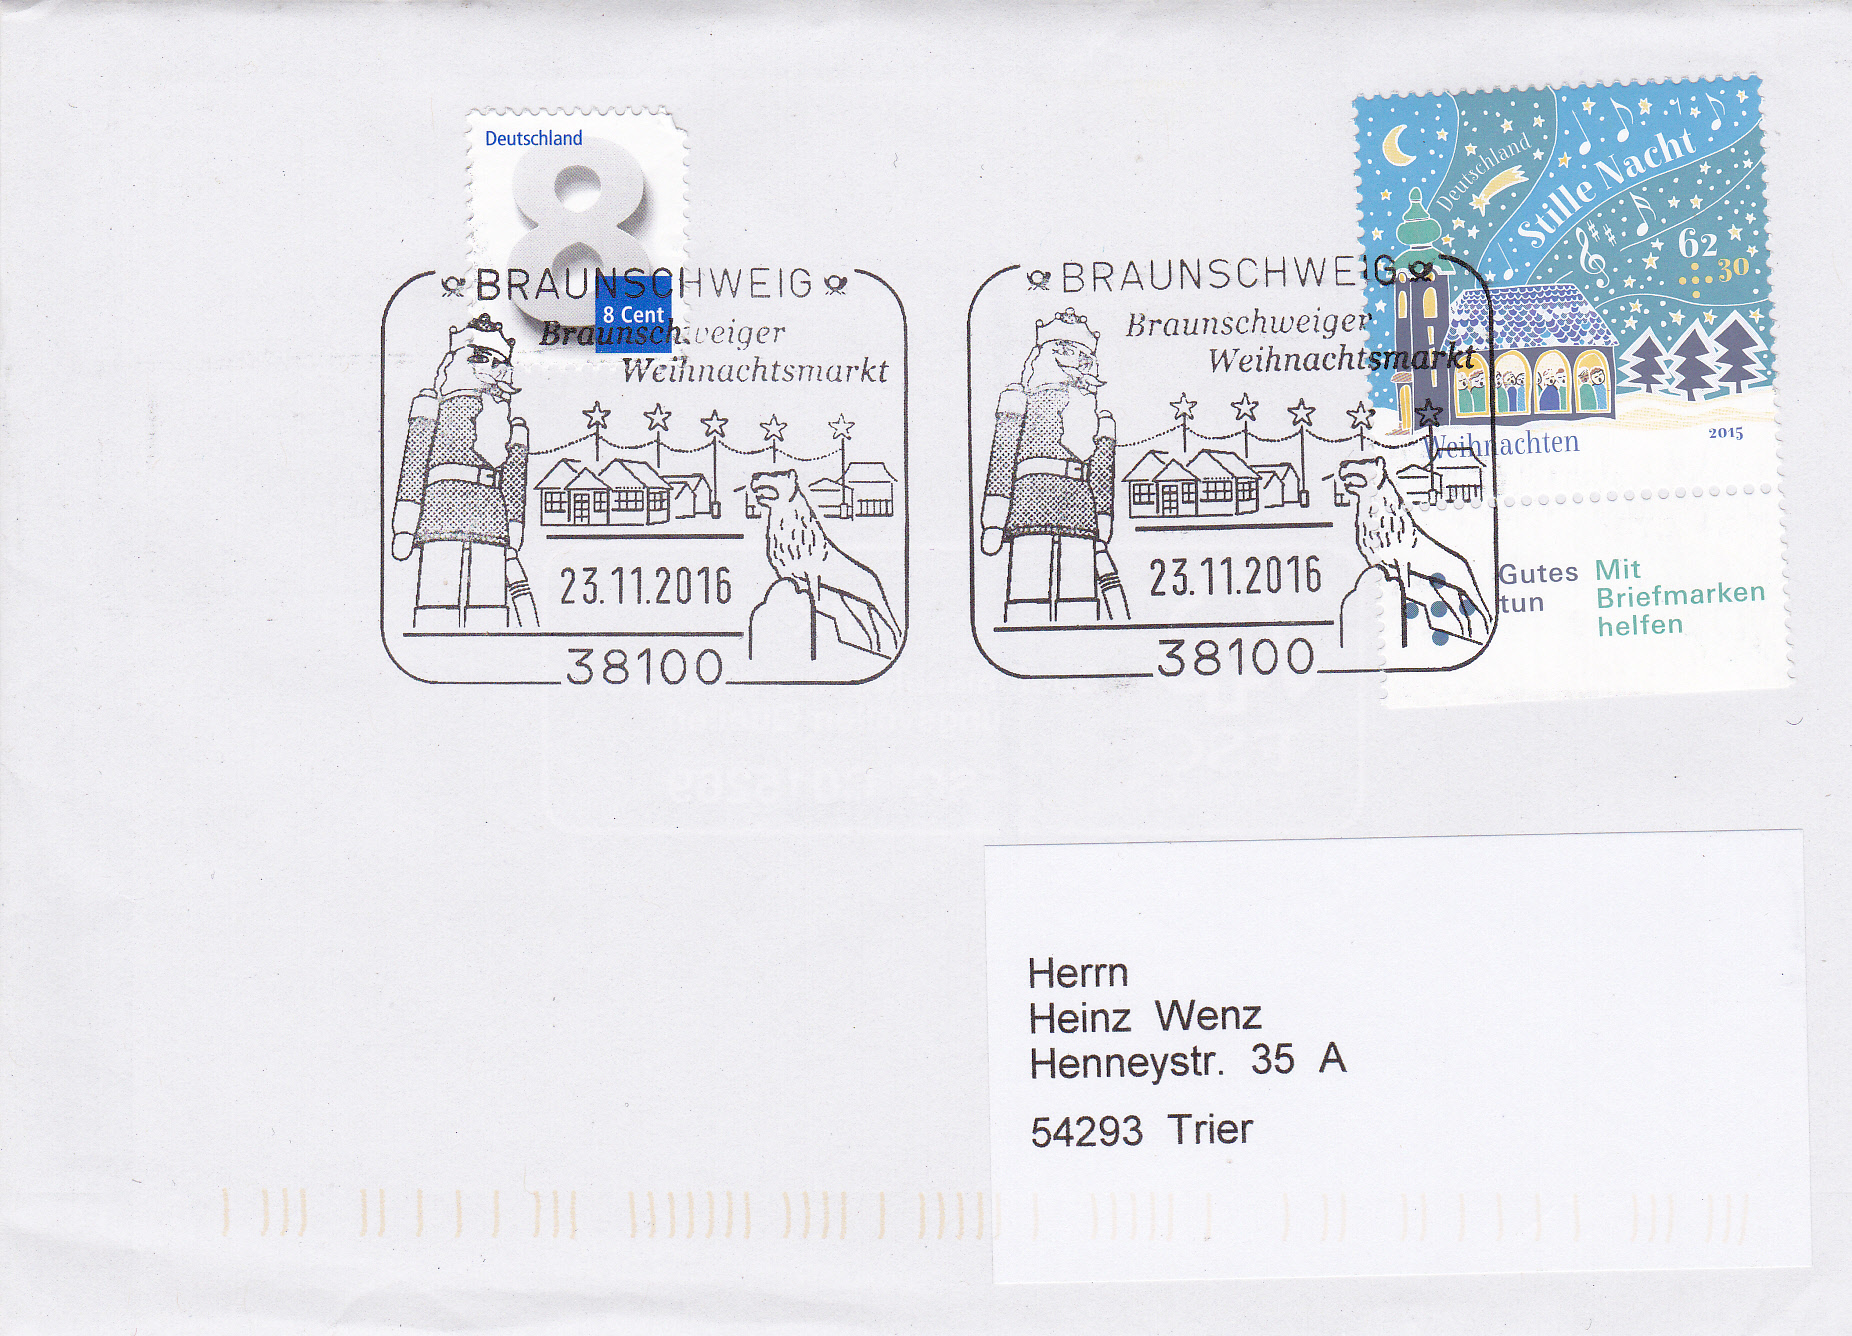 Deutschland
8 Cent
BRAUNSCHWEIG
Braunschweiger
Weihnachtsmarkt
23.11.2016
38100
BRAUNSCHWEIG
Braunschweiger
Weihnachtsmarkt
23.11.2016
38100
Deutschland
Stille Nacht
62
+30
Weihnachten
2015
Gutes
tun
Mit
Briefmarken
helfen
Herrn
Heinz Wenz
Henneystr. 35 A
54293 Trier